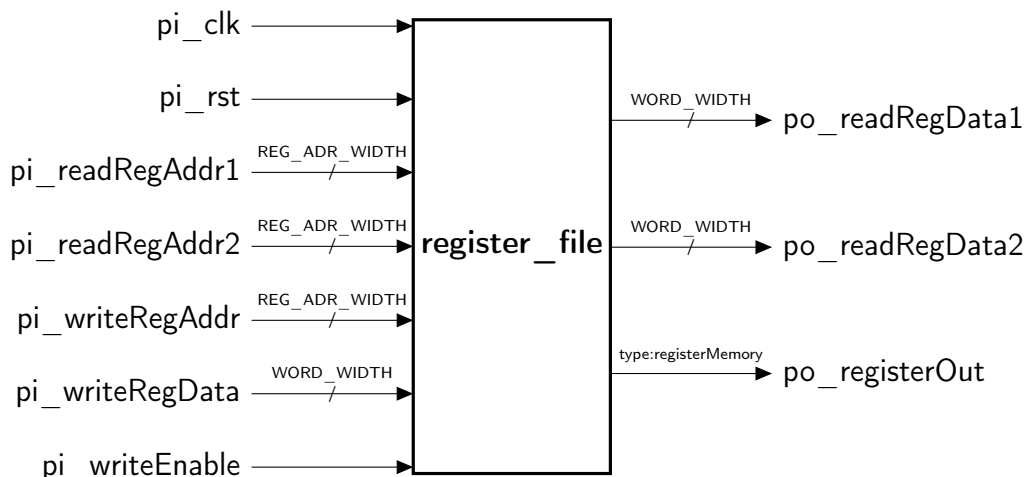 pi_clk
pi_rst
REG_ADR_WIDTH
pi_readRegAddr1
REG_ADR_WIDTH
pi_readRegAddr2
REG_ADR_WIDTH
pi_writeRegAddr
WORD_WIDTH
pi_writeRegData
pi_writeEnable
register_file
WORD_WIDTH
po_readRegData1
WORD_WIDTH
po_readRegData2
type:registerMemory
po_registerOut